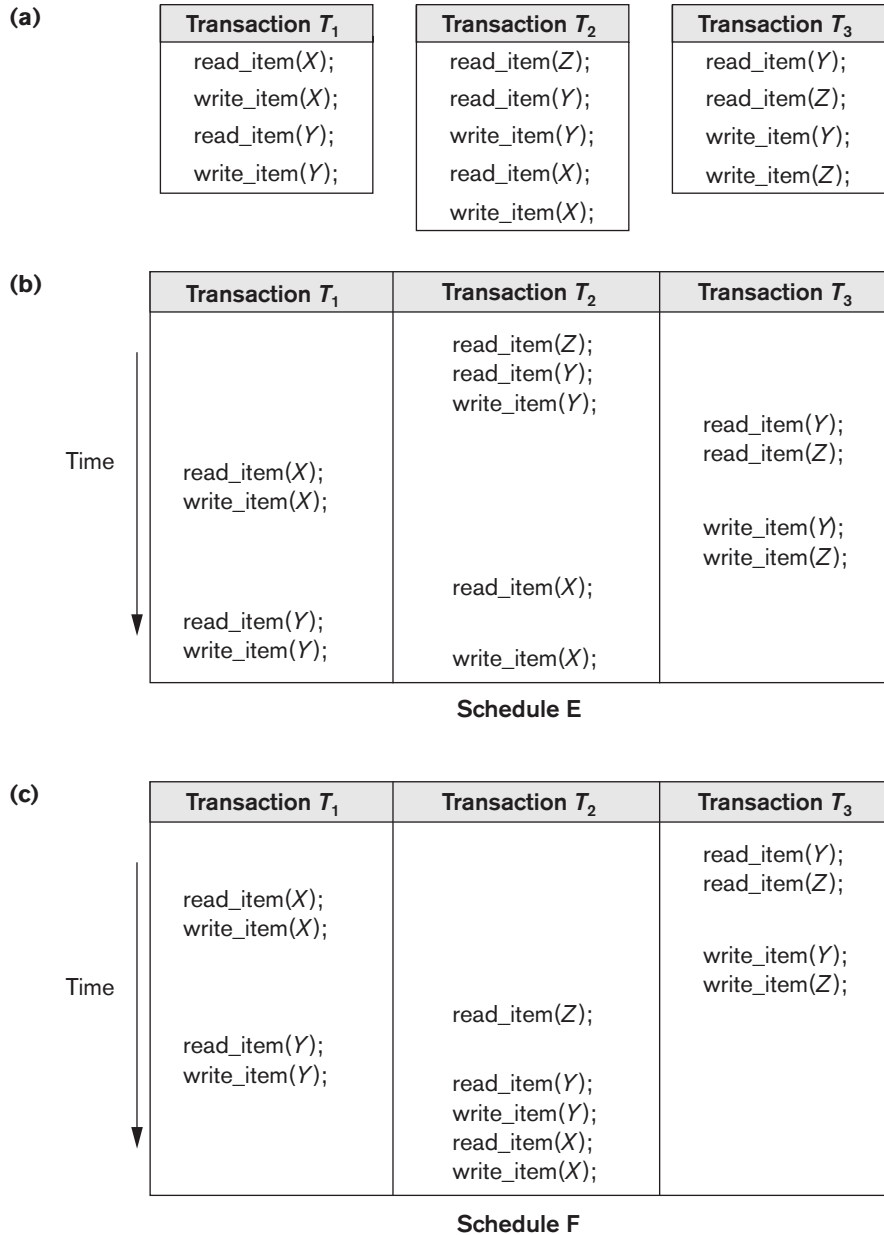 (a)
Transaction T1 Transaction T2 Transaction T3
read_item(X); read_item(Z); read_item(Y);
write_item(X); read_item(Y); read_item(Z);
read_item(Y); write_item(Y); write_item(Y);
write_item(Y); read_item(X); write_item(Z);
write_item(X);
(b)
Transaction T1 Transaction T2 Transaction T3
read_item(Z);
read_item(Y);
write_item(Y);
read_item(Y);
Time read_item(Z);
read_item(X);
write_item(X);
write_item(Y);
write_item(Z);
read_item(X);
read_item(Y);
write_item(Y); write_item(X);
Schedule E
(c)
Transaction T1 Transaction T2 Transaction T3
read_item(Y);
read_item(Z);
read_item(X);
write_item(X);
write_item(Y);
Time write_item(Z);
read_item(Z);
read_item(Y);
write_item(Y); read_item(Y);
write_item(Y);
read_item(X);
write_item(X);
Schedule F